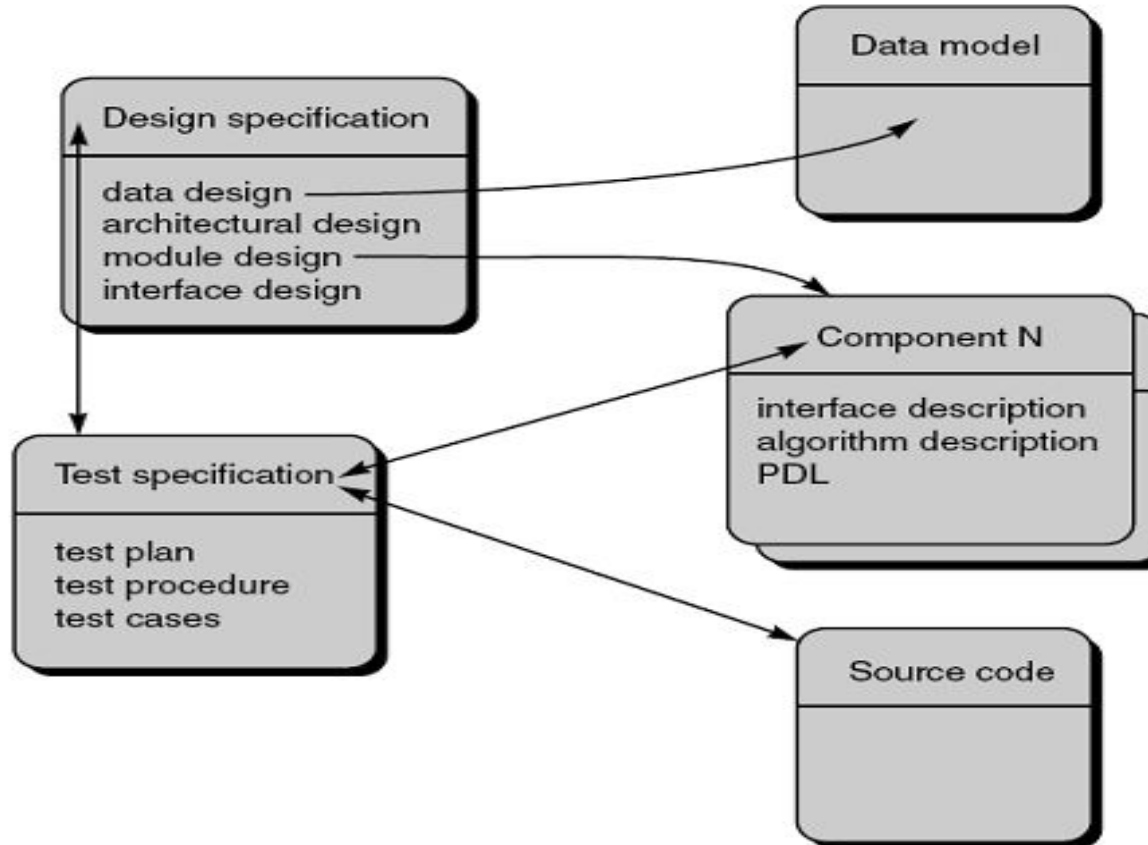 Data model
Design specification
data design
architectural design
module design
interface design
Component N
interface description
algorithm description
PDL
Test specification
test plan
test procedure
test cases
Source code